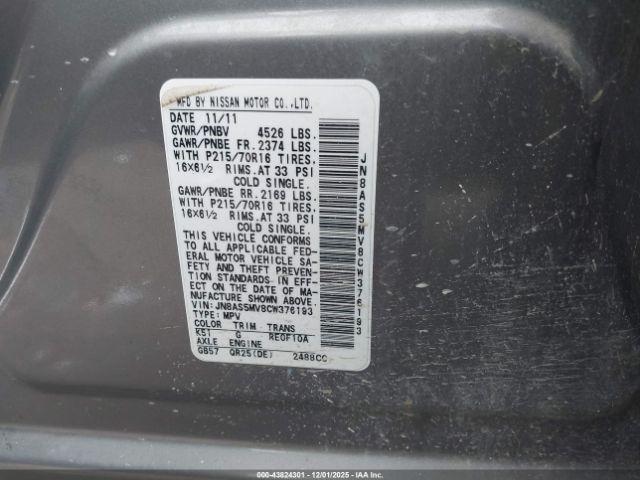 MFD BY NISSAN MOTOR CO.,LTD.
DATE 11/11
GVWR/PNBV 4526 LBS.
GAWR/PNBE FR. 2374 LBS.
WITH P215/70R16 TIRES,
16X6½ RIMS. AT 33 PSI
COLD SINGLE.
GAWR/PNBE RR. 2169 LBS.
WITH P215/70R16 TIRES,
16X6½ RIMS. AT 33 PSI
COLD SINGLE.
THIS VEHICLE CONFORMS
TO ALL APPLICABLE FED-
ERAL MOTOR VEHICLE SA-
FETY AND THEFT PREVEN-
TION STANDARDS IN EFF-
ECT ON THE DATE OF MA-
NUFACTURE SHOWN ABOVE.
VIN: JN8AS5MV8CW376193
TYPE: MPV
COLOR TRIM TRANS
K51 G RE0F10A
AXLE ENGINE
GB57 QR25(DE) 2488CC
JN8AS5MV8CW376193
000-43824301 - 12/01/2025 - IAAI.COM